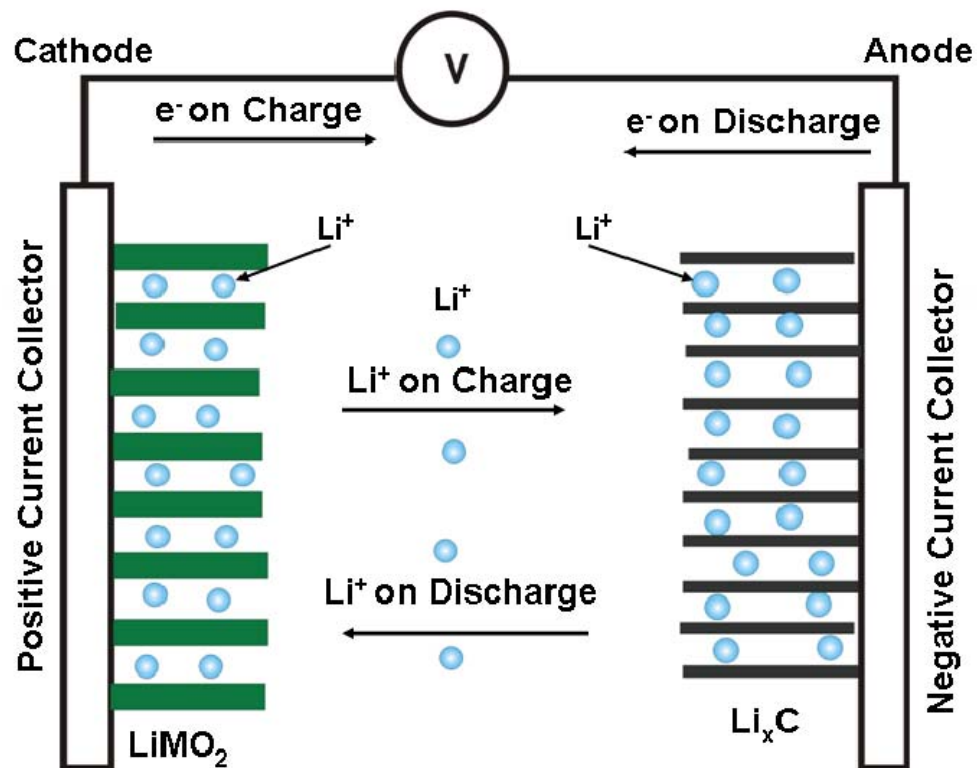 Cathode
V
Anode
e⁻ on Charge
e⁻ on Discharge
Li⁺
Li⁺
Li⁺
Li⁺ on Charge
Li⁺ on Discharge
Positive Current Collector
Negative Current Collector
LiMO₂
LiₓC